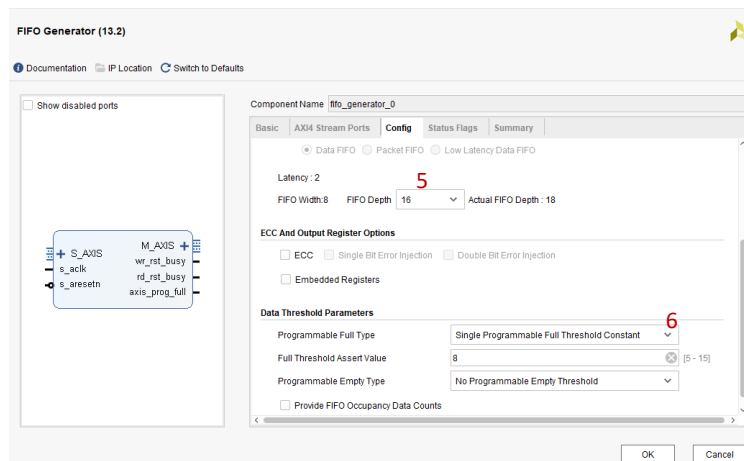 FIFO Generator (13.2)
Documentation IP Location Switch to Defaults
Show disabled ports
S_AXIS
s_aclk
s_aresetn
M_AXIS
wr_rst_busy
rd_rst_busy
axis_prog_full
Component Name fifo_generator_0
Basic AXI4 Stream Ports Config Status Flags Summary
Data FIFO Packet FIFO Low Latency Data FIFO
Latency : 2
5
FIFO Width:8 FIFO Depth 16 Actual FIFO Depth : 18
ECC And Output Register Options
ECC Single Bit Error Injection Double Bit Error Injection
Embedded Registers
Data Threshold Parameters
6
Programmable Full Type Single Programmable Full Threshold Constant
Full Threshold Assert Value 8 [5 - 15]
Programmable Empty Type No Programmable Empty Threshold
Provide FIFO Occupancy Data Counts
OK Cancel